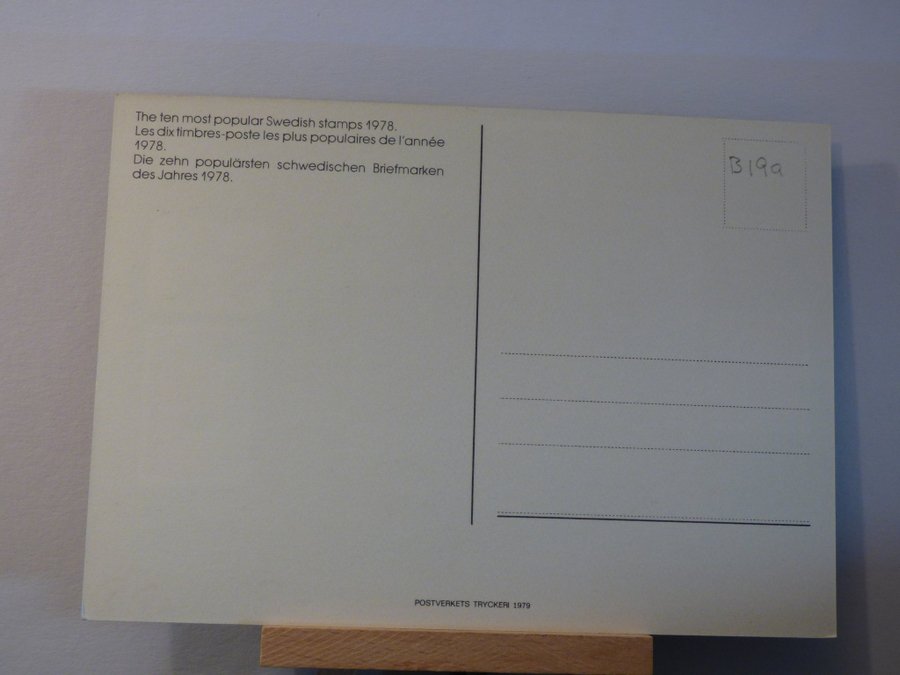 The ten most popular Swedish stamps 1978.
Les dix timbres-poste les plus populaires de l'année
1978.
Die zehn populärsten schwedischen Briefmarken
des Jahres 1978.
B19a
POSTVERKETS TRYCKERI 1979